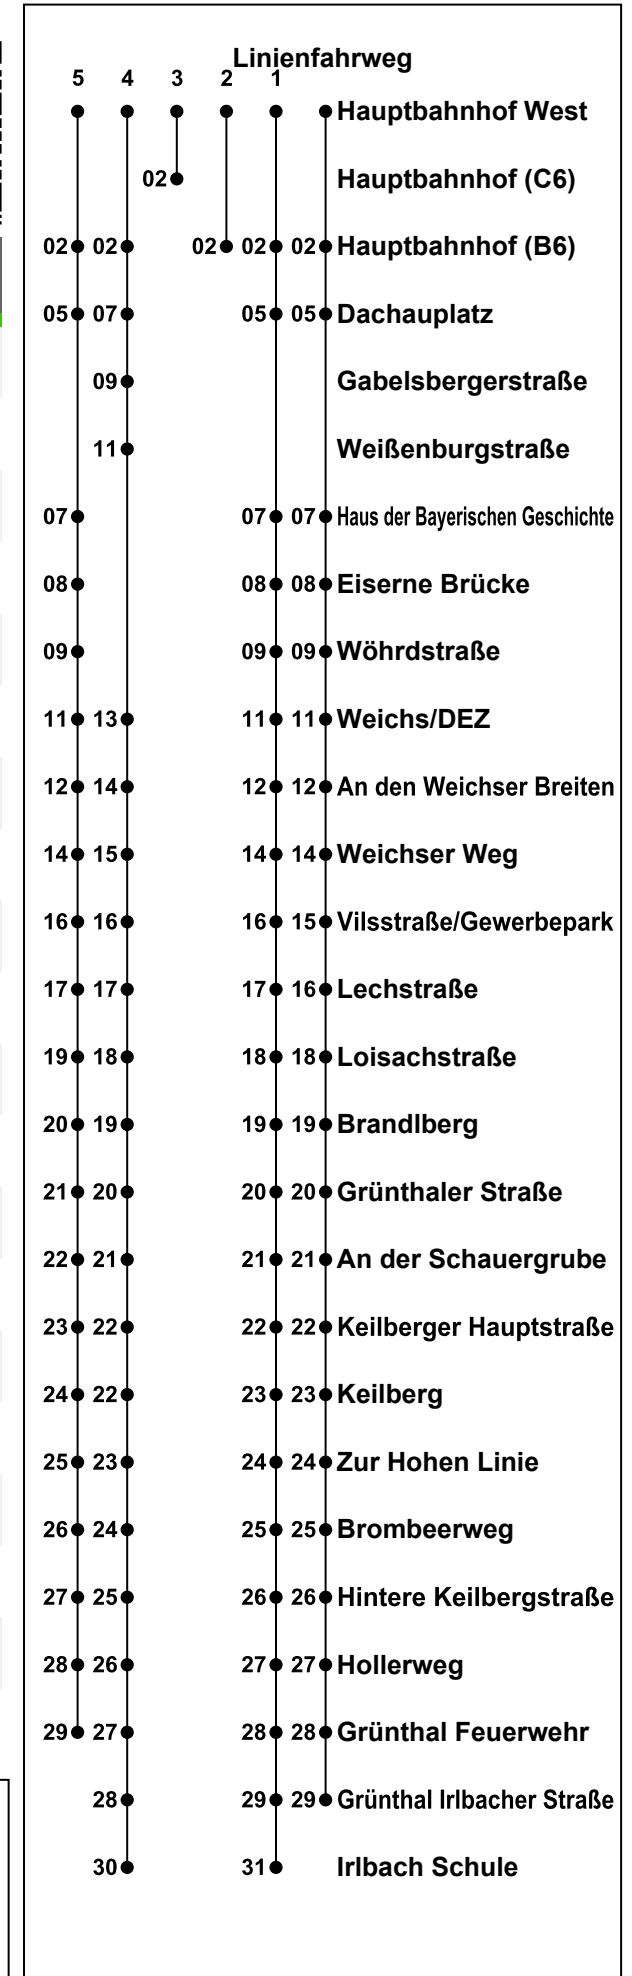 Linienfahrweg
5 4 3 2 1
Hauptbahnhof West
02 Hauptbahnhof (C6)
02 02 02 02 02 Hauptbahnhof (B6)
05 07 05 05 Dachauplatz
09 Gabelsbergerstraße
11 Weißenburgstraße
07 07 07 Haus der Bayerischen Geschichte
08 08 08 Eiserne Brücke
09 09 09 Wöhrdstraße
11 13 11 11 Weichs/DEZ
12 14 12 12 An den Weichser Breiten
14 15 14 14 Weichser Weg
16 16 16 15 Vilsstraße/Gewerbepark
17 17 17 16 Lechstraße
19 18 18 18 Loisachstraße
20 19 19 19 Brandlberg
21 20 20 20 Grünthaler Straße
22 21 21 21 An der Schauergrube
23 22 22 22 Keilberger Hauptstraße
24 22 23 23 Keilberg
25 23 24 24 Zur Hohen Linie
26 24 25 25 Brombeerweg
27 25 26 26 Hintere Keilbergstraße
28 26 27 27 Hollerweg
29 27 28 28 Grünthal Feuerwehr
28 29 29 Grünthal Irlbacher Straße
30 31 Irlbach Schule